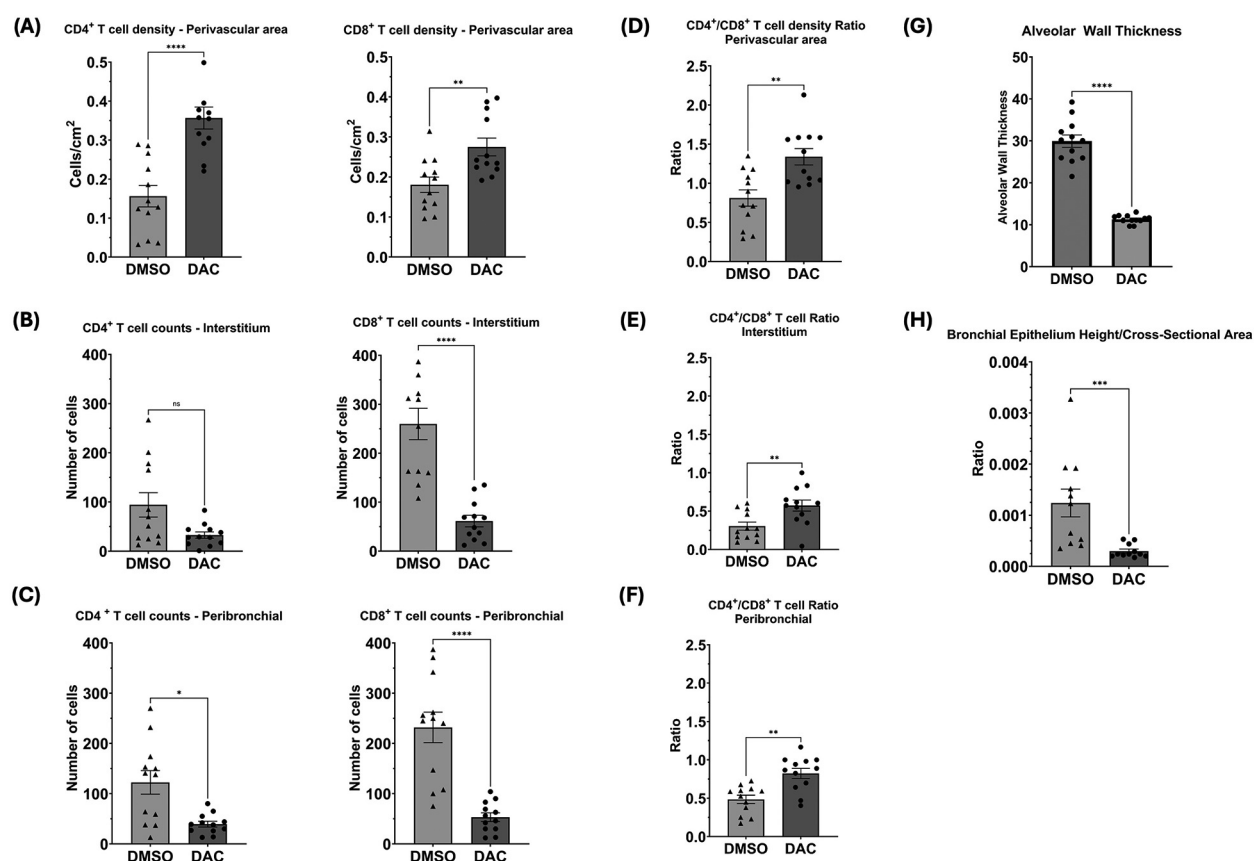 (A)
CD4+ T cell density - Perivascular area
****
Cells/cm2
0.5
0.4
0.3
0.2
0.1
0.0
DMSO DAC
CD8+ T cell density - Perivascular area
**
Cells/cm2
0.5
0.4
0.3
0.2
0.1
0.0
DMSO DAC
(B)
CD4+ T cell counts - Interstitium
ns
Number of cells
400
300
200
100
0
DMSO DAC
CD8+ T cell counts - Interstitium
****
Number of cells
400
300
200
100
0
DMSO DAC
(C)
CD4 + T cell counts - Peribronchial
*
Number of cells
400
300
200
100
0
DMSO DAC
CD8+ T cell counts - Peribronchial
****
Number of cells
400
300
200
100
0
DMSO DAC
(D)
CD4+/CD8+ T cell density Ratio
Perivascular area
**
Ratio
2.5
2.0
1.5
1.0
0.5
0.0
DMSO DAC
(E)
CD4+/CD8+ T cell Ratio
Interstitium
**
Ratio
2.5
2.0
1.5
1.0
0.5
0.0
DMSO DAC
(F)
CD4+/CD8+ T cell Ratio
Peribronchial
**
Ratio
2.5
2.0
1.5
1.0
0.5
0.0
DMSO DAC
(G)
Alveolar Wall Thickness
****
Alveolar Wall Thickness
50
40
30
20
10
0
DMSO DAC
(H)
Bronchial Epithelium Height/Cross-Sectional Area
***
Ratio
0.004
0.003
0.002
0.001
0.000
DMSO DAC